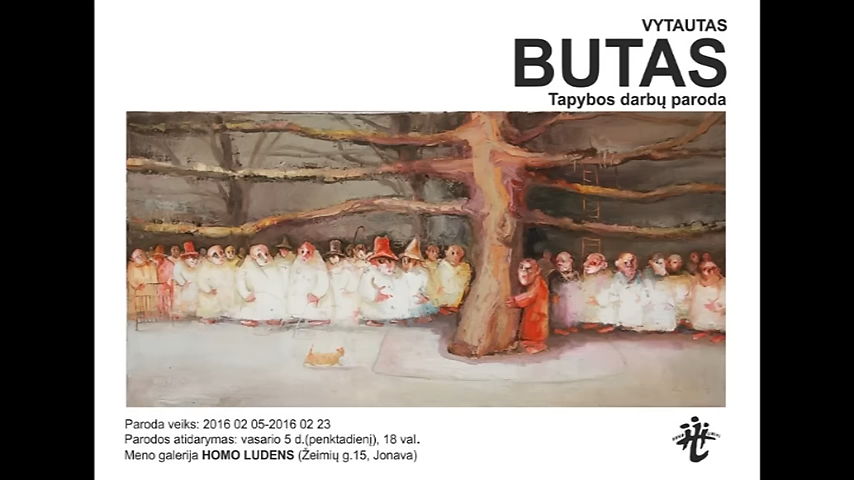 VYTAUTAS
BUTAS
Tapybos darbų paroda
Paroda veiks: 2016 02 05-2016 02 23
Parodos atidarymas: vasario 5 d.(penktadienį), 18 val.
Meno galerija HOMO LUDENS (Žeimių g.15, Jonava)